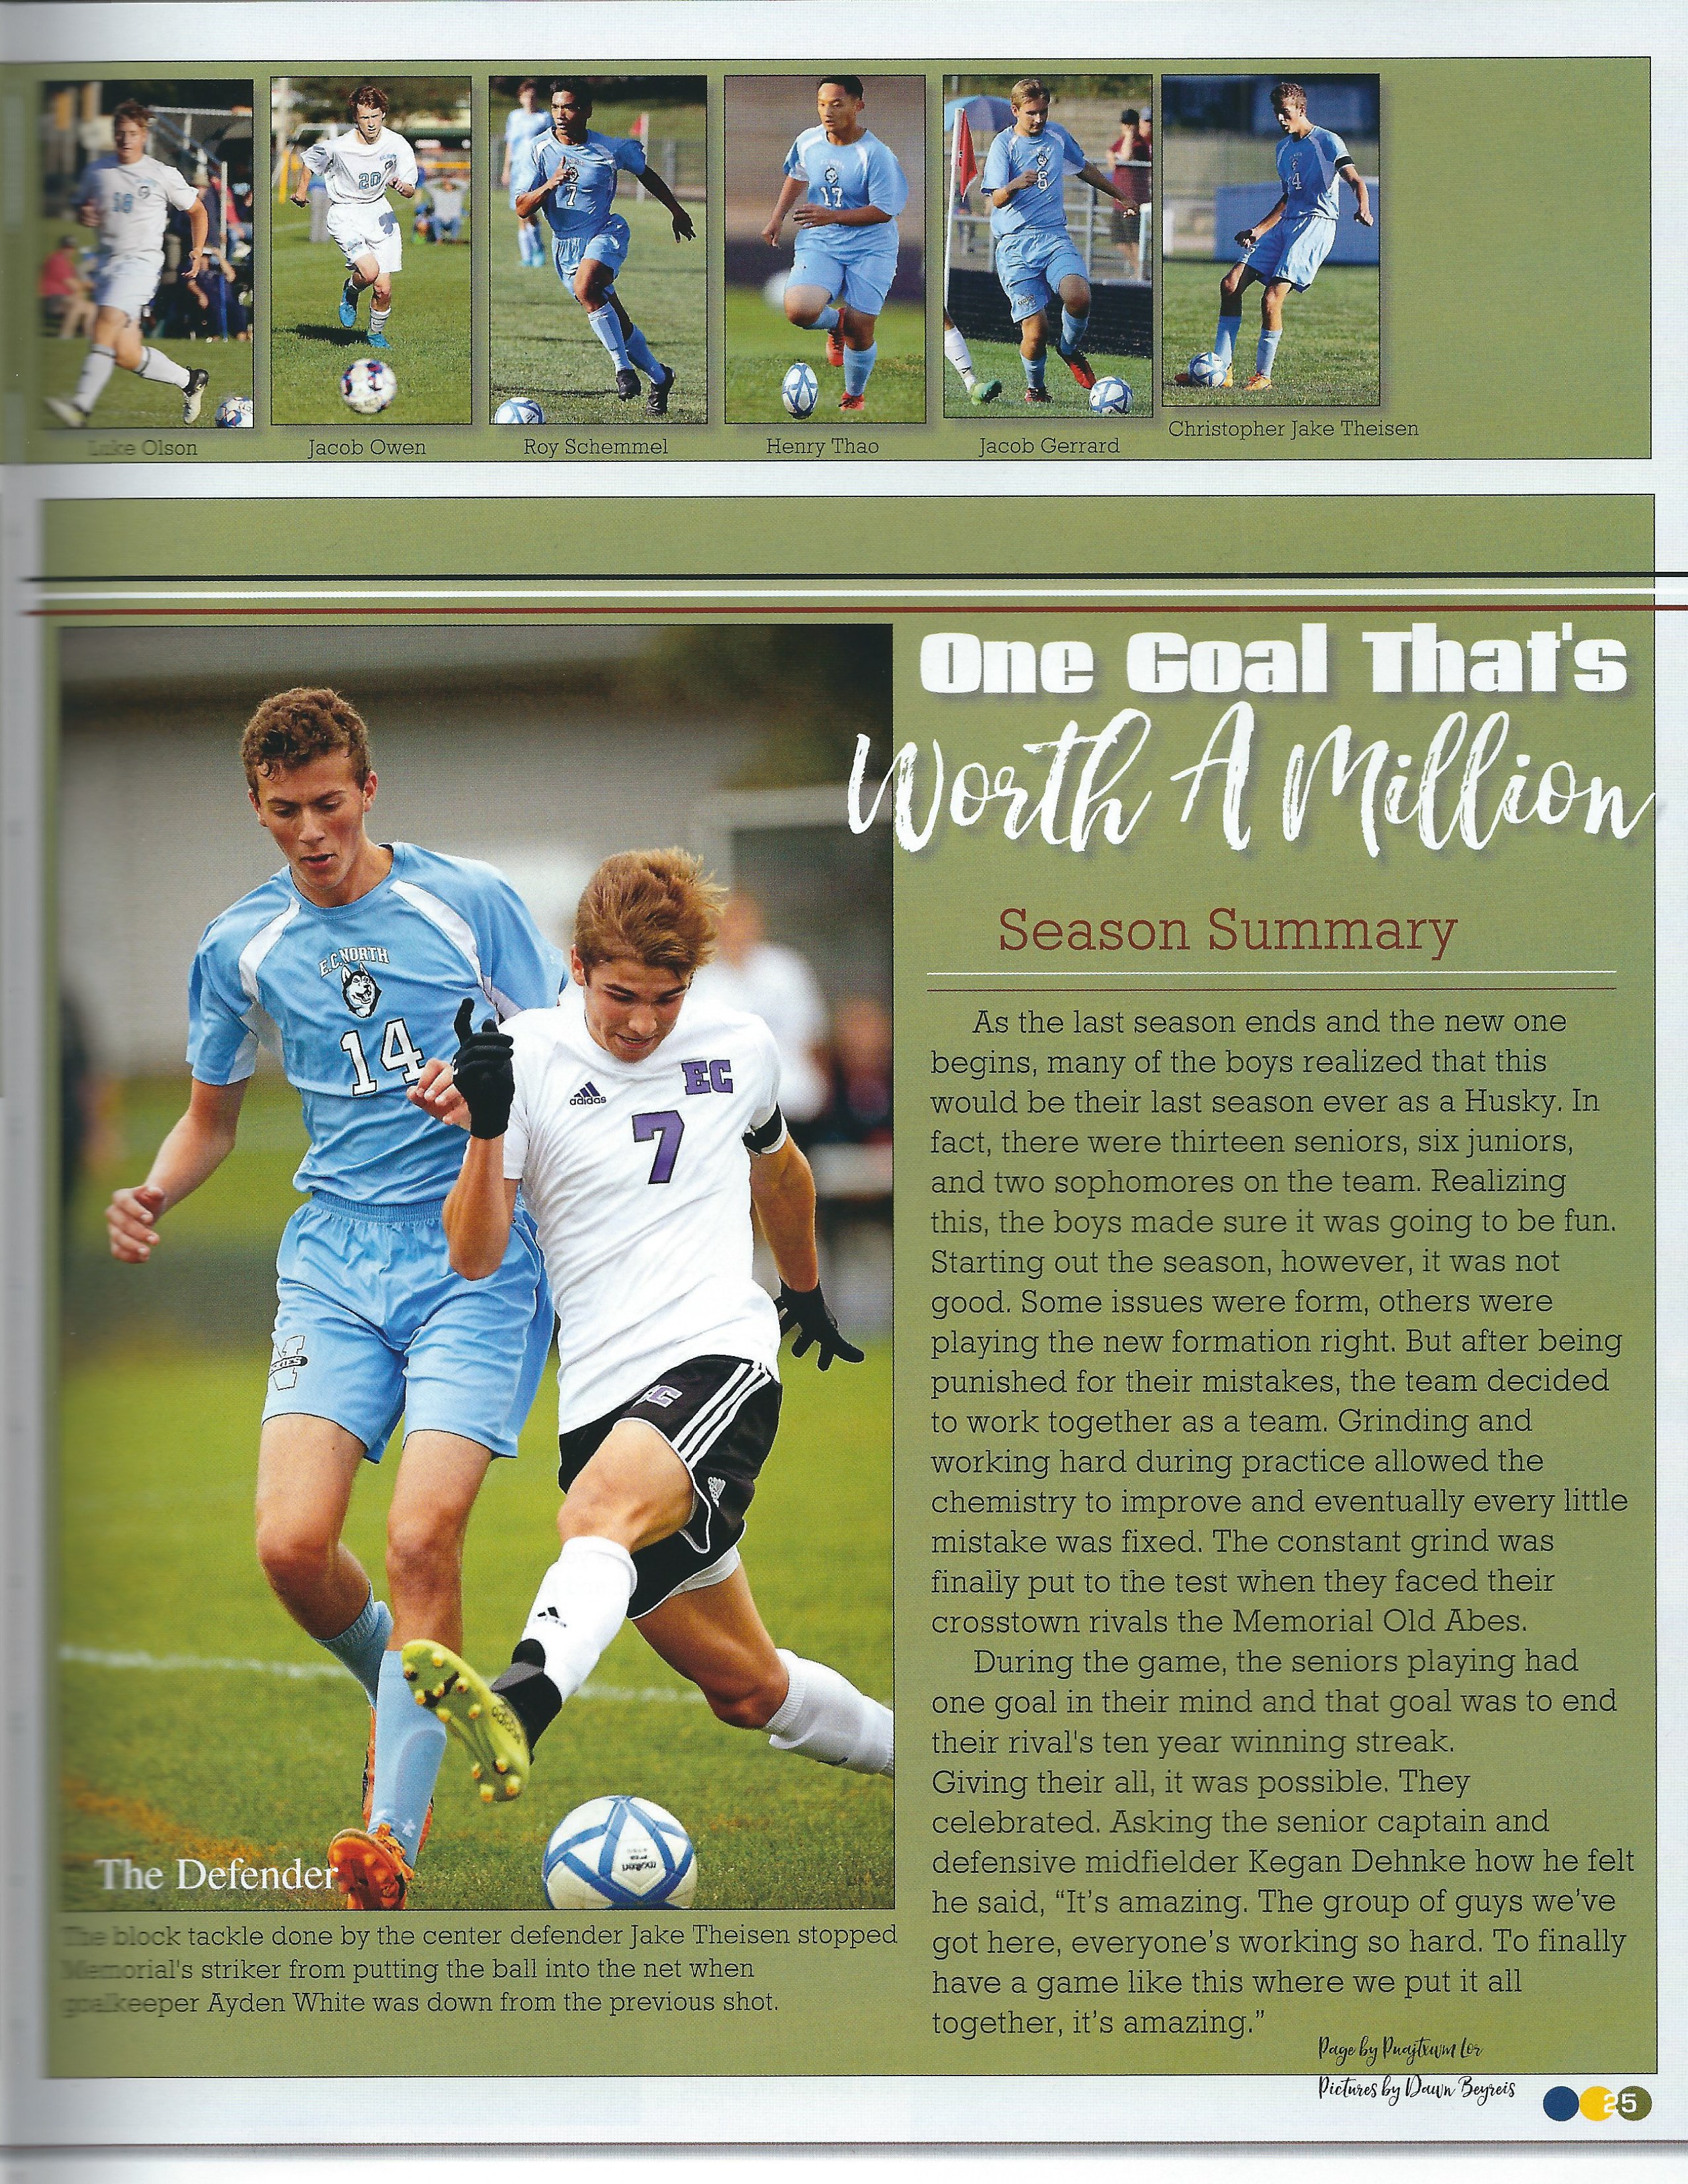 Luke Olson
Jacob Owen
Roy Schemmel
Henry Thao
Jacob Gerrard
Christopher Jake Theisen
20
7
17
6
One Goal That's
Worth A Million
Season Summary
As the last season ends and the new one
begins, many of the boys realized that this
would be their last season ever as a Husky. In
fact, there were thirteen seniors, six juniors,
and two sophomores on the team. Realizing
this, the boys made sure it was going to be fun.
Starting out the season, however, it was not
good. Some issues were form, others were
playing the new formation right. But after being
punished for their mistakes, the team decided
to work together as a team. Grinding and
working hard during practice allowed the
chemistry to improve and eventually every little
mistake was fixed. The constant grind was
finally put to the test when they faced their
crosstown rivals the Memorial Old Abes.
During the game, the seniors playing had
one goal in their mind and that goal was to end
their rival's ten year winning streak.
Giving their all, it was possible. They
celebrated. Asking the senior captain and
defensive midfielder Kegan Dehnke how he felt
he said, “It’s amazing. The group of guys we’ve
got here, everyone’s working so hard. To finally
have a game like this where we put it all
together, it’s amazing.”
E.C. NORTH
14
adidas
EC
7
EC
molten
The Defender
The block tackle done by the center defender Jake Theisen stopped
Memorial's striker from putting the ball into the net when
goalkeeper Ayden White was down from the previous shot.
Page by Puajtxwm Lor
Pictures by Dawn Beyreis
25